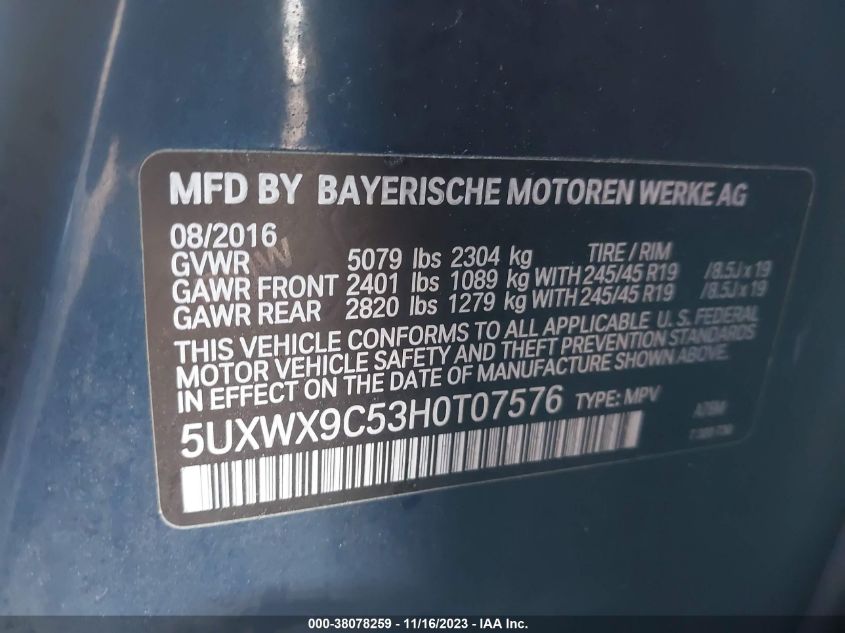 MFD BY BAYERISCHE MOTOREN WERKE AG
08/2016
GVWR 5079 lbs 2304 kg TIRE / RIM
GAWR FRONT 2401 lbs 1089 kg WITH 245/45 R19 /8.5J x 19
GAWR REAR 2820 lbs 1279 kg WITH 245/45 R19 /8.5J x 19
THIS VEHICLE CONFORMS TO ALL APPLICABLE U. S. FEDERAL
MOTOR VEHICLE SAFETY AND THEFT PREVENTION STANDARDS
IN EFFECT ON THE DATE OF MANUFACTURE SHOWN ABOVE.
5UXWX9C53H0T07576 TYPE: MPV
000-38078259 - 11/16/2023 - IAA Inc.